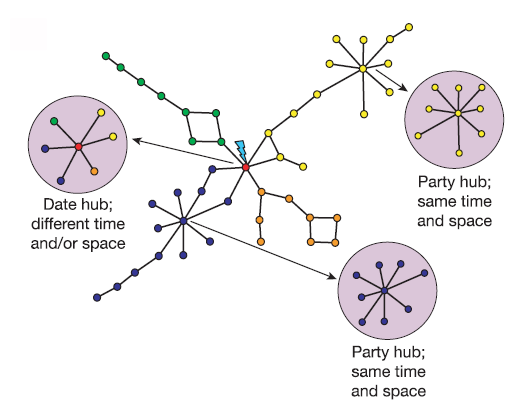 Date hub;
different time
and/or space
Party hub;
same time
and space
Party hub;
same time
and space